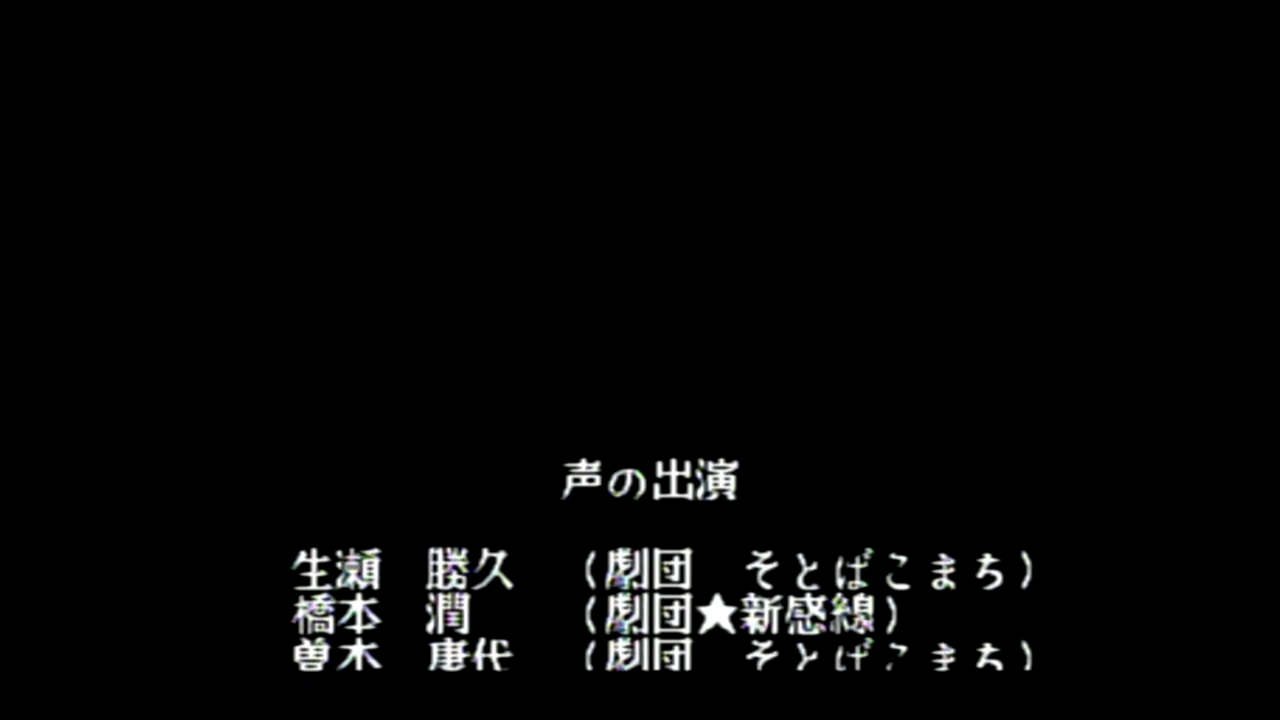 声の出演
生瀬 勝久 (劇団 そとばこまち)
橋本 潤 (劇団★新感線)
曽木 (劇団 そとばこまち)